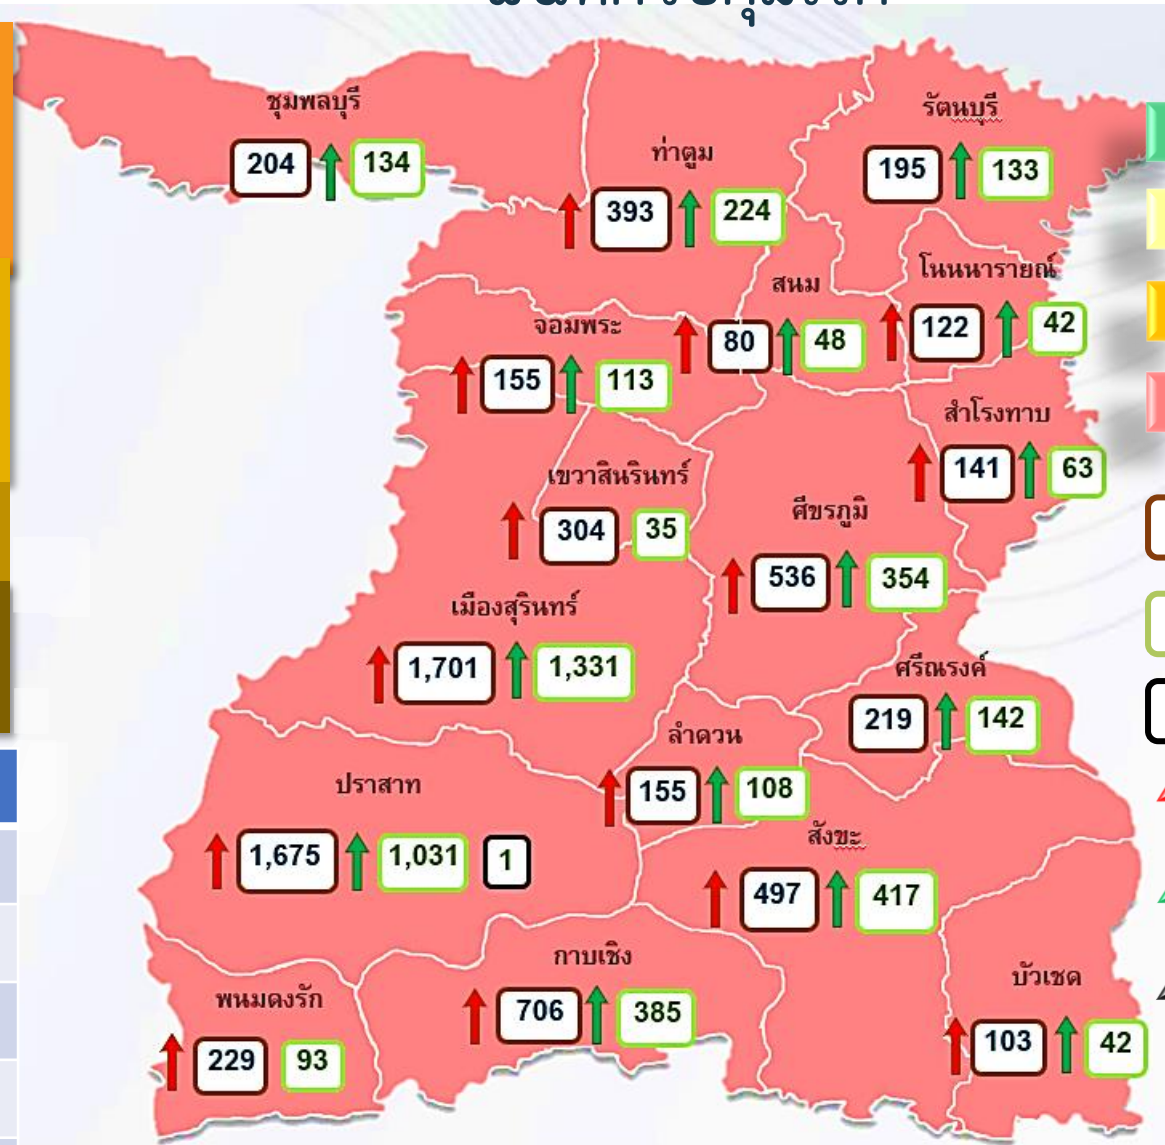 ชุมพลบุรี
204 134
ท่าตูม
393 224
รัตนบุรี
195 133
สนม
80 48
โนนนารายณ์
122 42
จอมพระ
155 113
สำโรงทาบ
141 63
เขวาสินรินทร์
304 35
ศีขรภูมิ
536 354
เมืองสุรินทร์
1,701 1,331
ศรีณรงค์
219 142
ลำดวน
155 108
ปราสาท
1,675 1,031 1
สังขะ
497 417
กาบเชิง
706 385
บัวเชด
103 42
พนมดงรัก
229 93